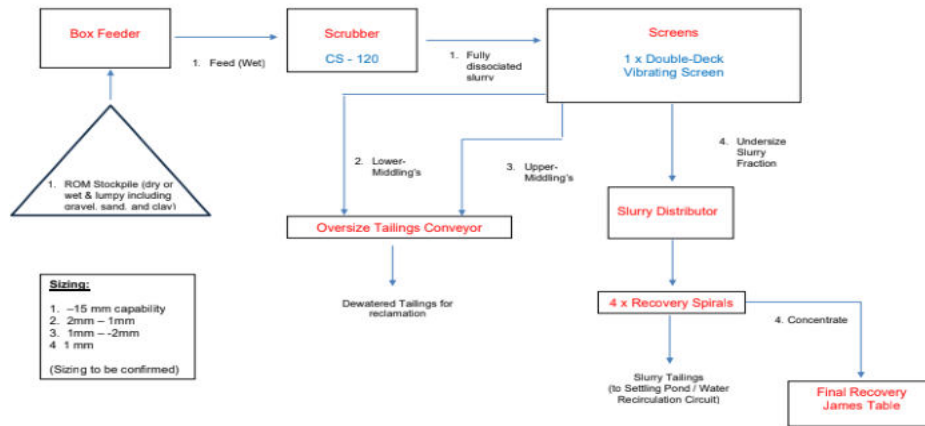 Box Feeder
1. Feed (Wet)
Scrubber
CS - 120
1. Fully
dissociated
slurry
Screens
1 x Double-Deck
Vibrating Screen
1. ROM Stockpile (dry or
wet & lumpy including
gravel, sand, and clay)
2. Lower-
Middling's
3. Upper-
Middling's
4. Undersize
Slurry
Fraction
Oversize Tailings Conveyor
Slurry Distributor
Dewatered Tailings for
reclamation
4 x Recovery Spirals
4. Concentrate
Slurry Tailings
(to Settling Pond / Water
Recirculation Circuit)
Final Recovery
James Table
Sizing:
1. –15 mm capability
2. 2mm – 1mm
3. 1mm – -2mm
4 1 mm
(Sizing to be confirmed)